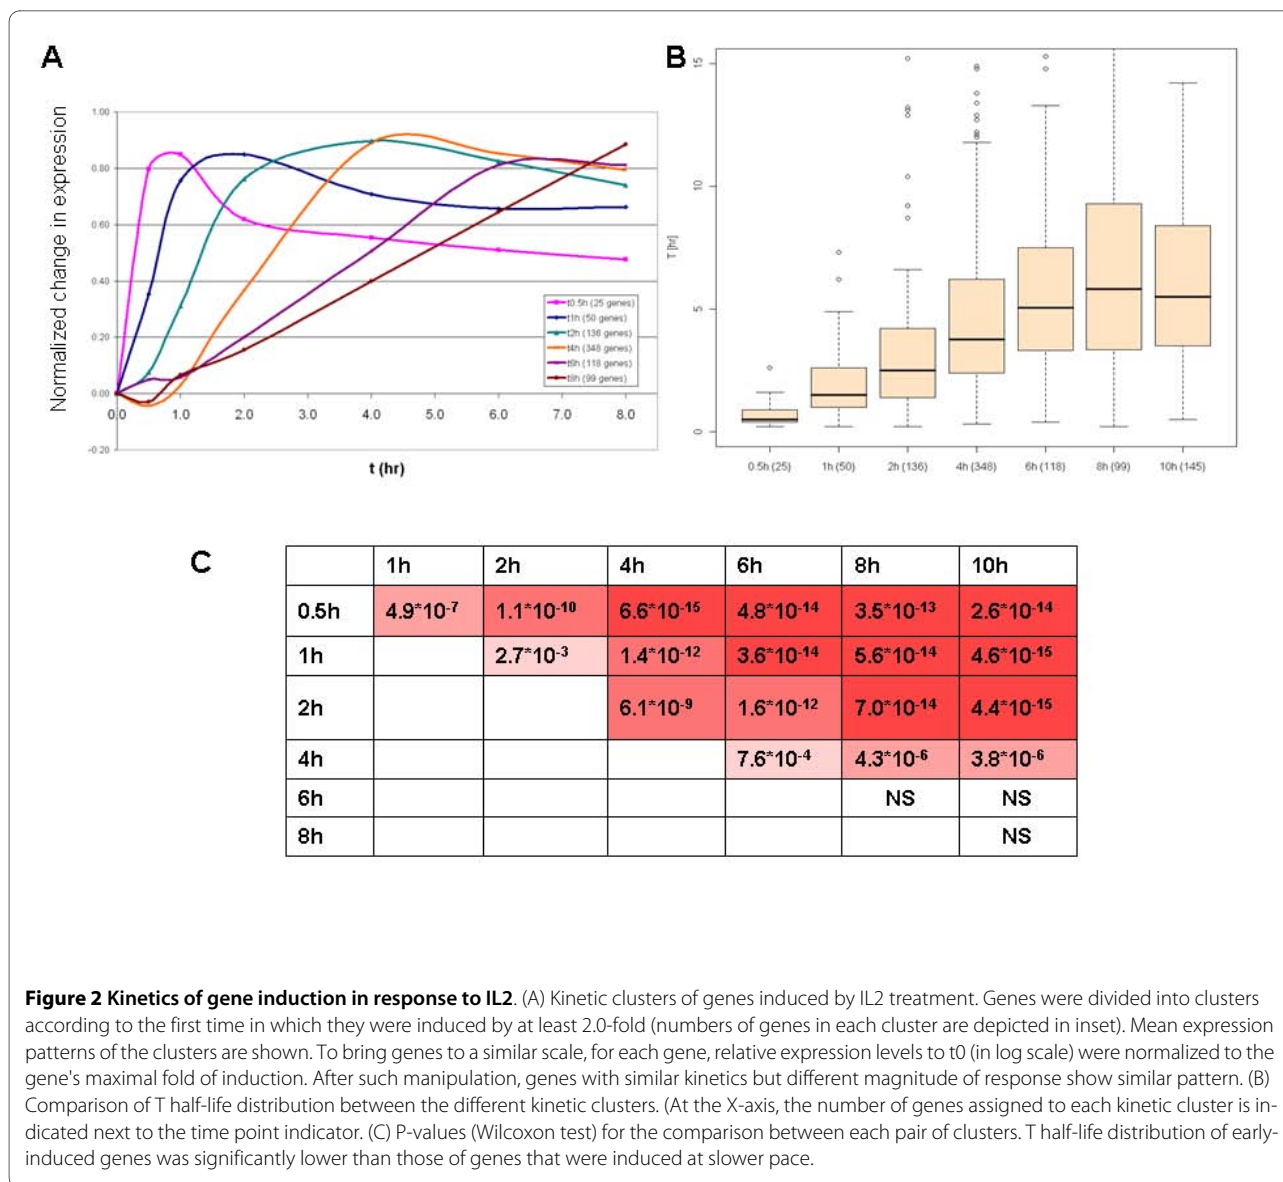 A
Normalized change in expression
1.00
0.80
0.60
0.40
0.20
0.00
-0.20
0.0 1.0 2.0 3.0 4.0 5.0 6.0 7.0 8.0
t (hr)
t0.5h (25 genes)
t1h (50 genes)
t2h (136 genes)
t4h (348 genes)
t6h (118 genes)
t8h (99 genes)
B
T [hr]
15
10
5
0
0.5h (25) 1h (50) 2h (136) 4h (348) 6h (118) 8h (99) 10h (145)
C
1h 2h 4h 6h 8h 10h
0.5h 4.9*10⁻⁷ 1.1*10⁻¹⁰ 6.6*10⁻¹⁵ 4.8*10⁻¹⁴ 3.5*10⁻¹³ 2.6*10⁻¹⁴
1h 2.7*10⁻³ 1.4*10⁻¹² 3.6*10⁻¹⁴ 5.6*10⁻¹⁴ 4.6*10⁻¹⁵
2h 6.1*10⁻⁹ 1.6*10⁻¹² 7.0*10⁻¹⁴ 4.4*10⁻¹⁵
4h 7.6*10⁻⁴ 4.3*10⁻⁶ 3.8*10⁻⁶
6h NS NS
8h NS
Figure 2 Kinetics of gene induction in response to IL2. (A) Kinetic clusters of genes induced by IL2 treatment. Genes were divided into clusters
according to the first time in which they were induced by at least 2.0-fold (numbers of genes in each cluster are depicted in inset). Mean expression
patterns of the clusters are shown. To bring genes to a similar scale, for each gene, relative expression levels to t0 (in log scale) were normalized to the
gene's maximal fold of induction. After such manipulation, genes with similar kinetics but different magnitude of response show similar pattern. (B)
Comparison of T half-life distribution between the different kinetic clusters. (At the X-axis, the number of genes assigned to each kinetic cluster is in-
dicated next to the time point indicator. (C) P-values (Wilcoxon test) for the comparison between each pair of clusters. T half-life distribution of early-
induced genes was significantly lower than those of genes that were induced at slower pace.